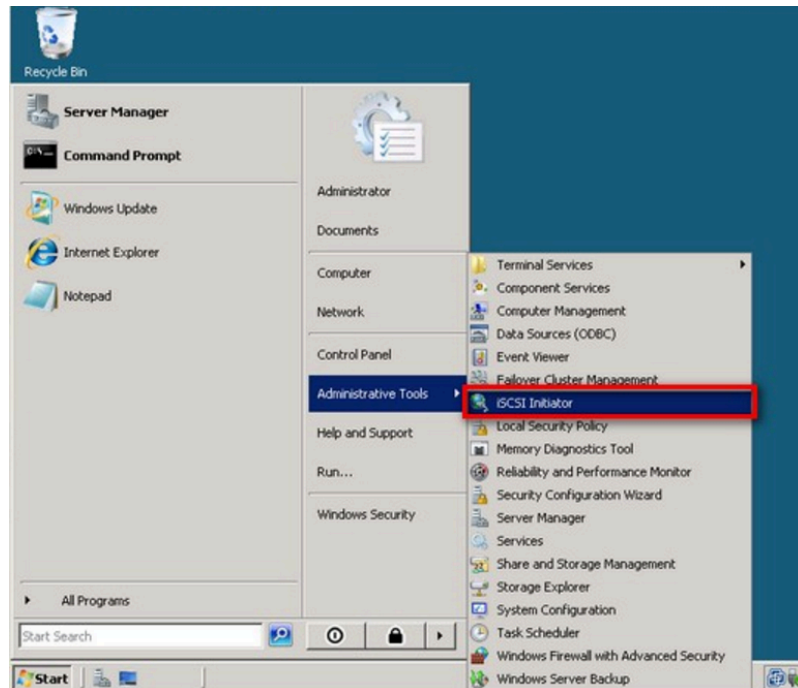 Recycle Bin
Server Manager
Command Prompt
Windows Update
Internet Explorer
Notepad
All Programs
Start Search
Administrator
Documents
Computer
Network
Control Panel
Administrative Tools
Help and Support
Run...
Windows Security
Terminal Services
Component Services
Computer Management
Data Sources (ODBC)
Event Viewer
Failover Cluster Management
iSCSI Initiator
Local Security Policy
Memory Diagnostics Tool
Reliability and Performance Monitor
Security Configuration Wizard
Server Manager
Services
Share and Storage Management
Storage Explorer
System Configuration
Task Scheduler
Windows Firewall with Advanced Security
Windows Server Backup
Start